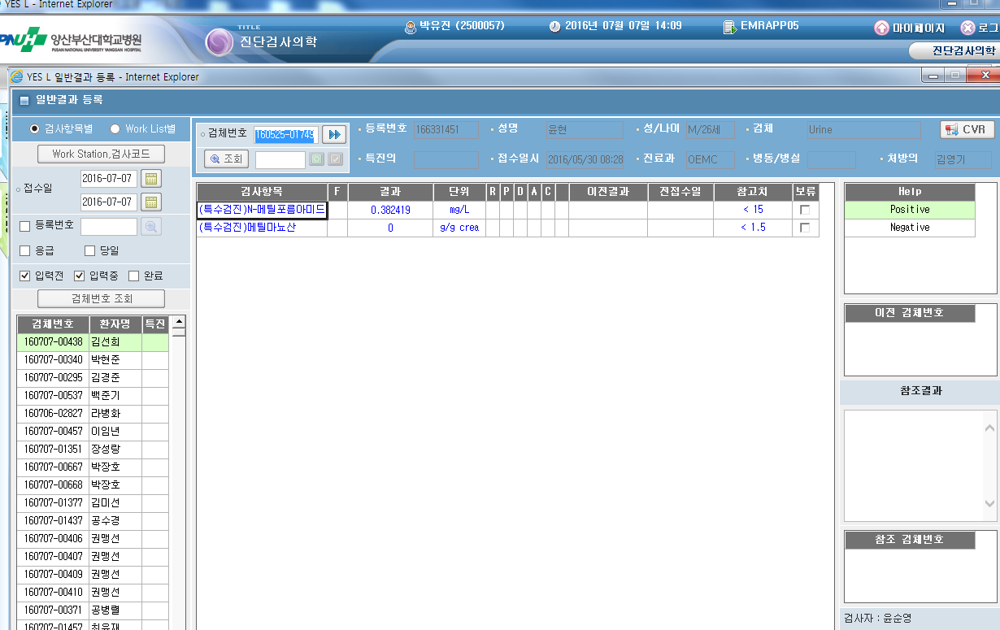 YES L - Internet Explorer
PNUH 양산부산대학교병원
PUSAN NATIONAL UNIVERSITY YANGSAN HOSPITAL
TITLE
진단검사의학
박유진 (2500057)
2016년 07월 07일 14:09
EMRAPP05
마이페이지
로그
진단검사의학
YES L 일반결과 등록 - Internet Explorer
일반결과 등록
검사항목별 Work List별
Work Station,검사코드
접수일 2016-07-07
2016-07-07
등록번호
응급 당일
입력전 입력중 완료
검체번호 조회
검체번호 환자명 특진
160707-00438 김선희
160707-00340 박현준
160707-00295 김경준
160707-00537 백준기
160706-02827 라병화
160707-00457 이임년
160707-01351 장성랑
160707-00667 박장호
160707-00668 박장호
160707-01377 김미선
160707-01437 공수경
160707-00406 권맹선
160707-00407 권맹선
160707-00409 권맹선
160707-00410 권맹선
160707-00371 공병렬
160707-01457 최유재
검체번호 160525-01749
조회
등록번호 166331451 성명 윤현 성/나이 M/26세 검체 Urine CVR
특진의 접수일시 2016/05/30 08:28 진료과 OEMC 병동/병실 처방의 김영기
검사항목 F 결과 단위 R P D A C 이전결과 전접수일 참고치 보류
(특수검진)N-메틸포름아미드 0.382419 mg/L < 15
(특수검진)메틸마뇨산 0 g/g crea < 1.5
Help
Positive
Negative
이전 검체번호
참조결과
참조 검체번호
검사자 : 윤순영